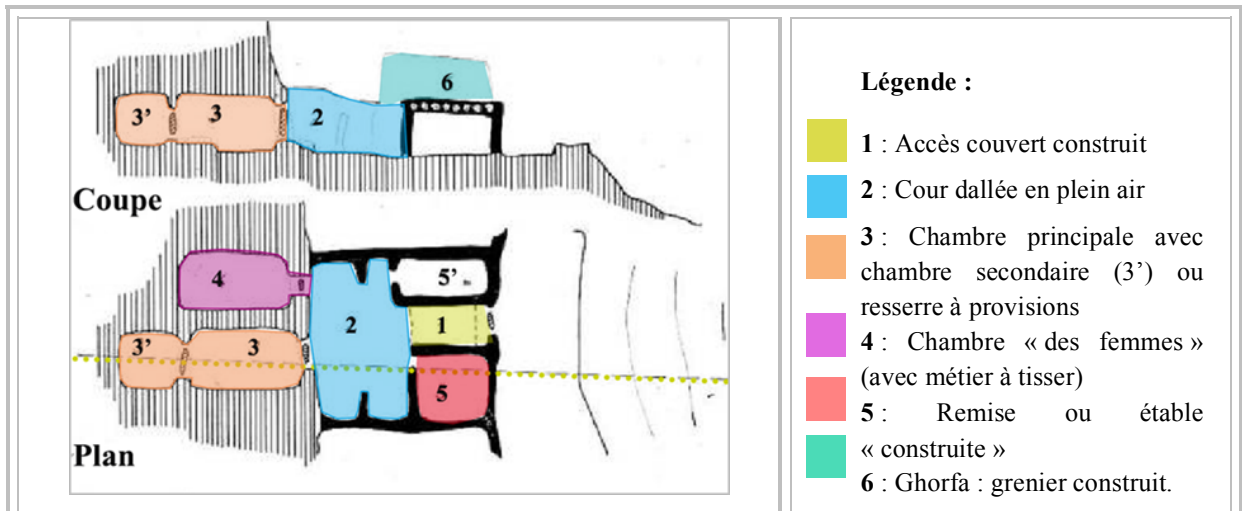 3' 3 2 6
Coupe
4 2 5'
1
3' 3
5
Plan
Légende :
1 : Accès couvert construit
2 : Cour dallée en plein air
3 : Chambre principale avec
chambre secondaire (3') ou
resserre à provisions
4 : Chambre « des femmes »
(avec métier à tisser)
5 : Remise ou étable
« construite »
6 : Ghorfa : grenier construit.